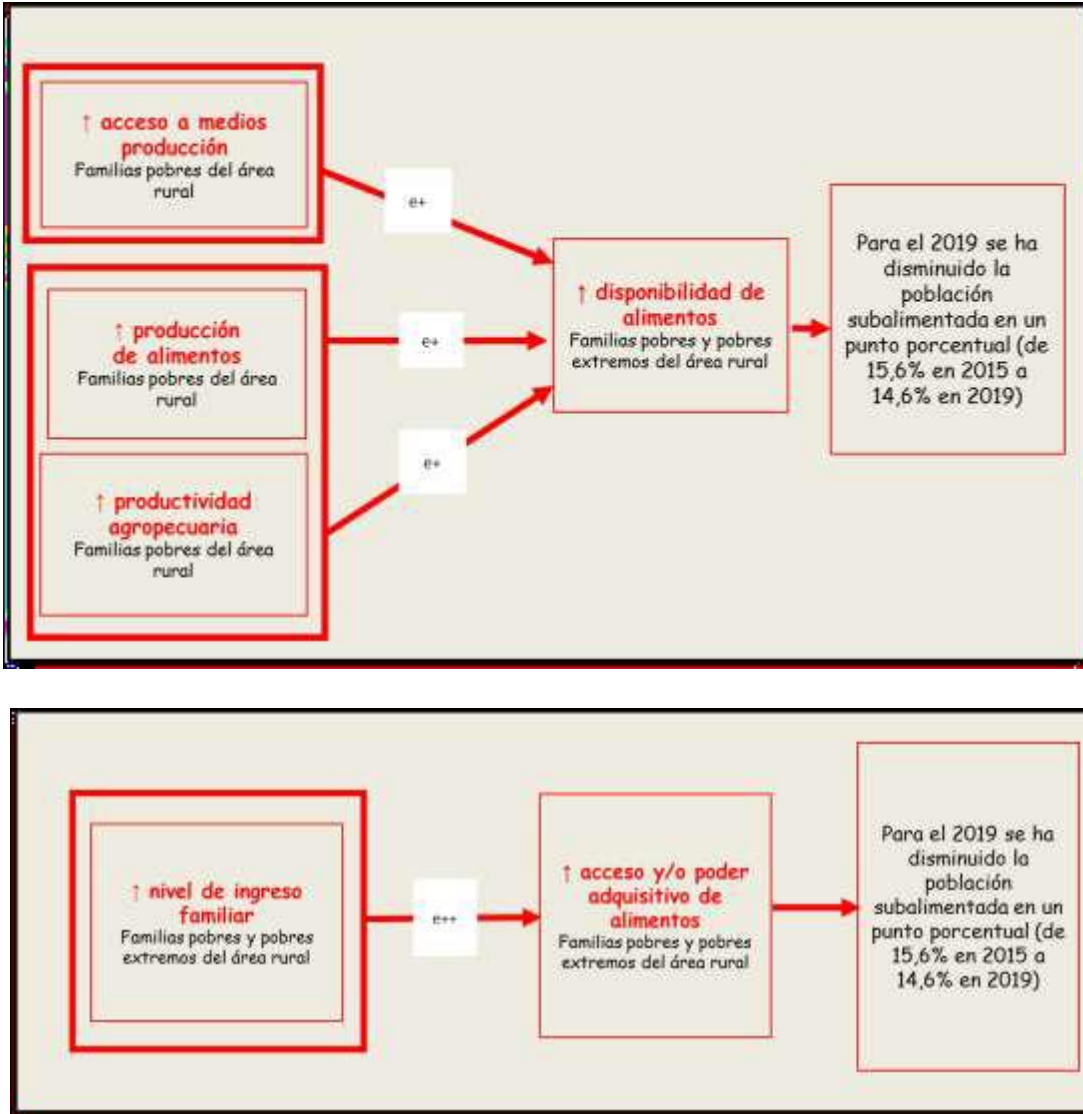 ↑ acceso a medios
producción
Familias pobres del área
rural
e+
↑ producción
de alimentos
Familias pobres del área
rural
e+
↑ productividad
agropecuaria
Familias pobres del área
rural
e+
↑ disponibilidad de
alimentos
Familias pobres y pobres
extremos del área rural
Para el 2019 se ha
disminuido la
población
subalimentada en un
punto porcentual (de
15,6% en 2015 a
14,6% en 2019)
↑ nivel de ingreso
familiar
Familias pobres y pobres
extremos del área rural
e++
↑ acceso y/o poder
adquisitivo de
alimentos
Familias pobres y pobres
extremos del área rural
Para el 2019 se ha
disminuido la
población
subalimentada en un
punto porcentual (de
15,6% en 2015 a
14,6% en 2019)